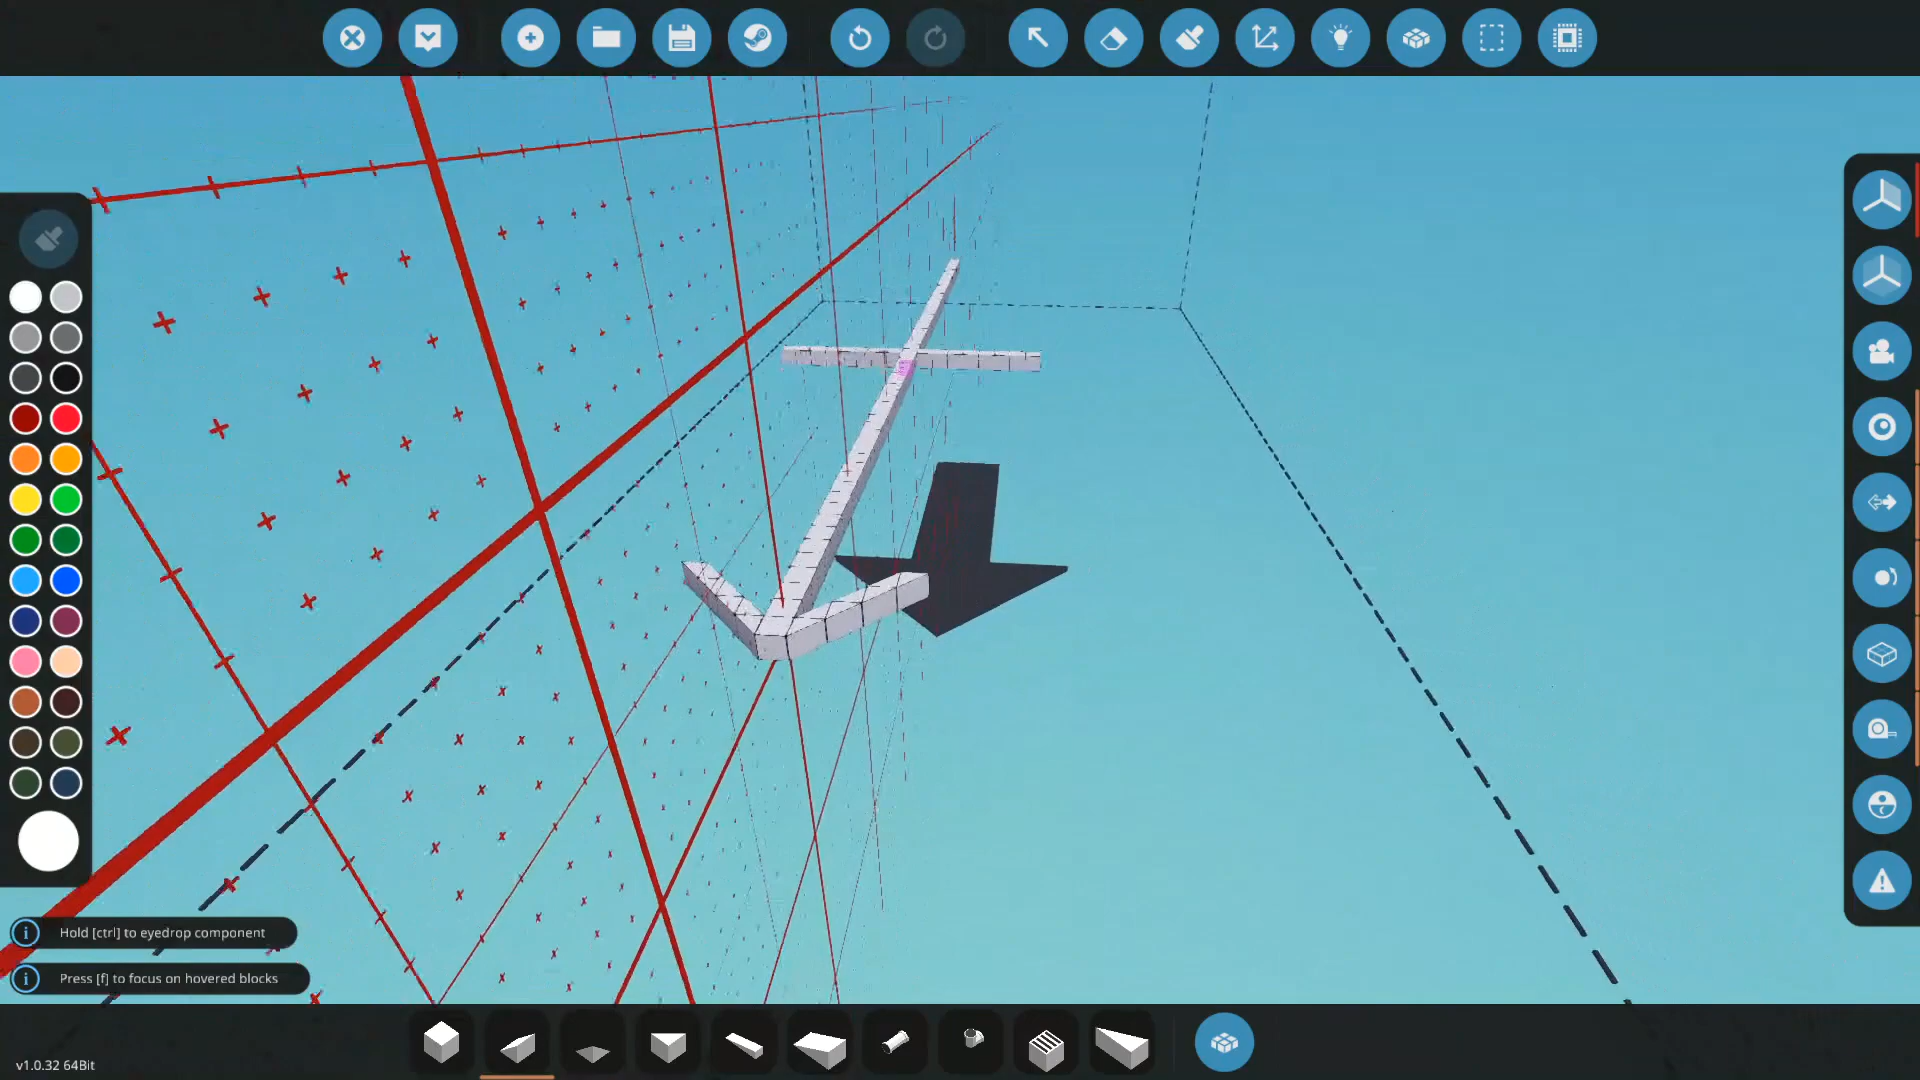 Hold [ctrl] to eyedrop component
Press [f] to focus on hovered blocks
v1.0.32 64Bit